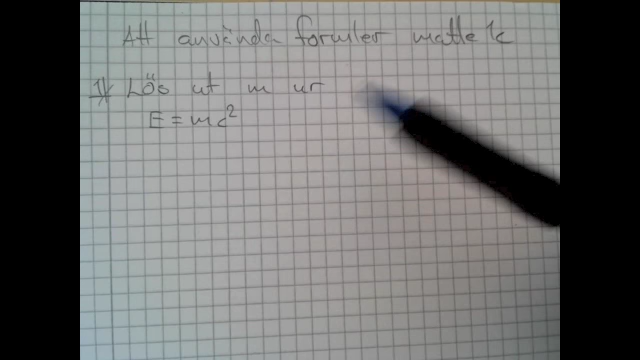 Att använda formler matte 1c
1) Lös ut m ur
E = mc²